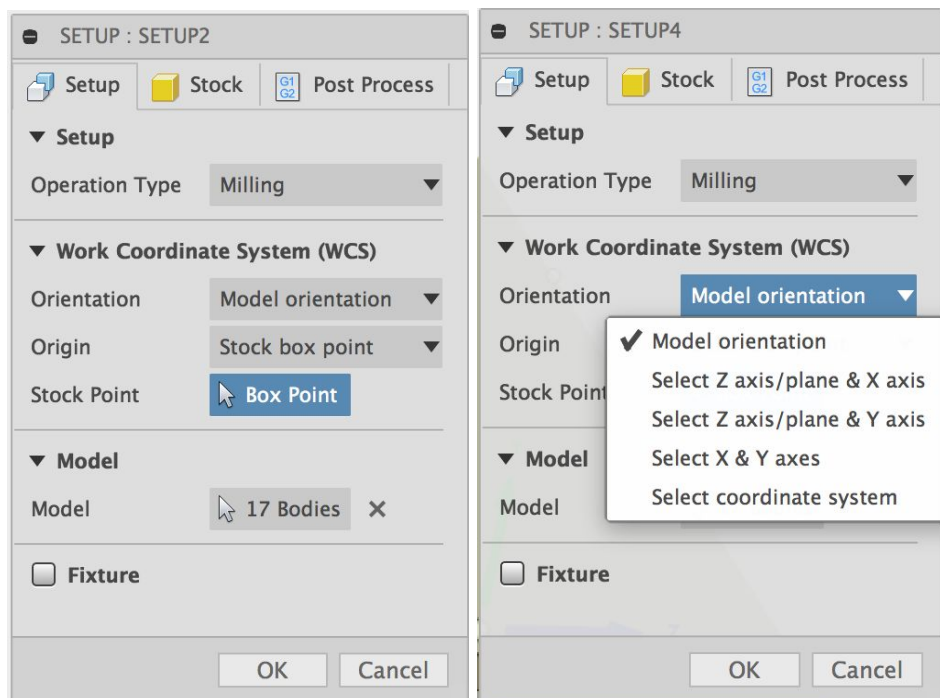 SETUP : SETUP2
Setup
Stock
G1
G2
Post Process
Setup
Operation Type Milling
Work Coordinate System (WCS)
Orientation Model orientation
Origin Stock box point
Stock Point Box Point
Model
Model 17 Bodies
Fixture
OK Cancel
SETUP : SETUP4
Setup
Stock
G1
G2
Post Process
Setup
Operation Type Milling
Work Coordinate System (WCS)
Orientation Model orientation
Origin
Stock Point
Model orientation
Select Z axis/plane & X axis
Select Z axis/plane & Y axis
Select X & Y axes
Select coordinate system
Model
Model
Fixture
OK Cancel